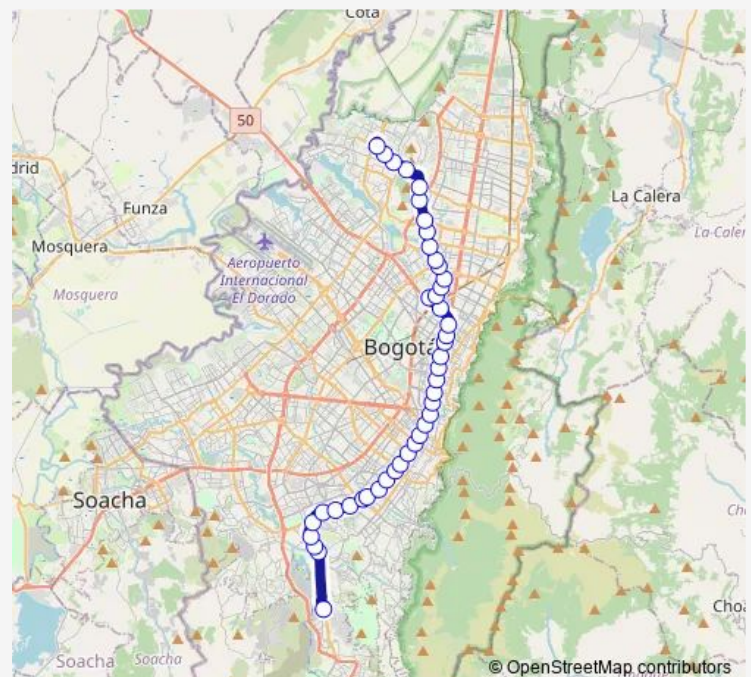 Cota
50
drid
Funza
Mosquera
Mosquera
Aeropuerto
Internacional
El Dorado
La Calera
La-Caler
Bogotá
Soacha
Soacha
Soacha
Choa
© OpenStreetMap contributors